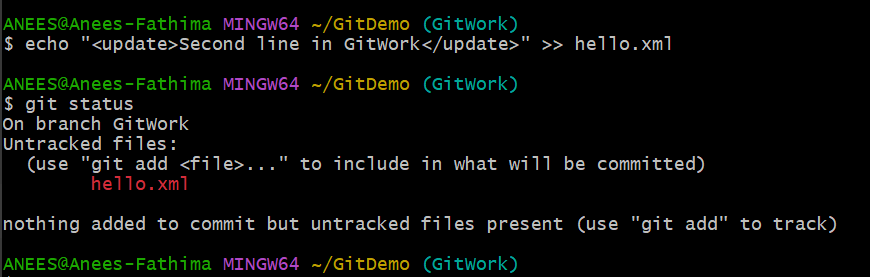 ANEES@Anees-Fathima MINGW64 ~/GitDemo (GitWork)
$ echo "<update>Second line in GitWork</update>" >> hello.xml

ANEES@Anees-Fathima MINGW64 ~/GitDemo (GitWork)
$ git status
On branch GitWork
Untracked files:
  (use "git add <file>..." to include in what will be committed)
        hello.xml

nothing added to commit but untracked files present (use "git add" to track)

ANEES@Anees-Fathima MINGW64 ~/GitDemo (GitWork)